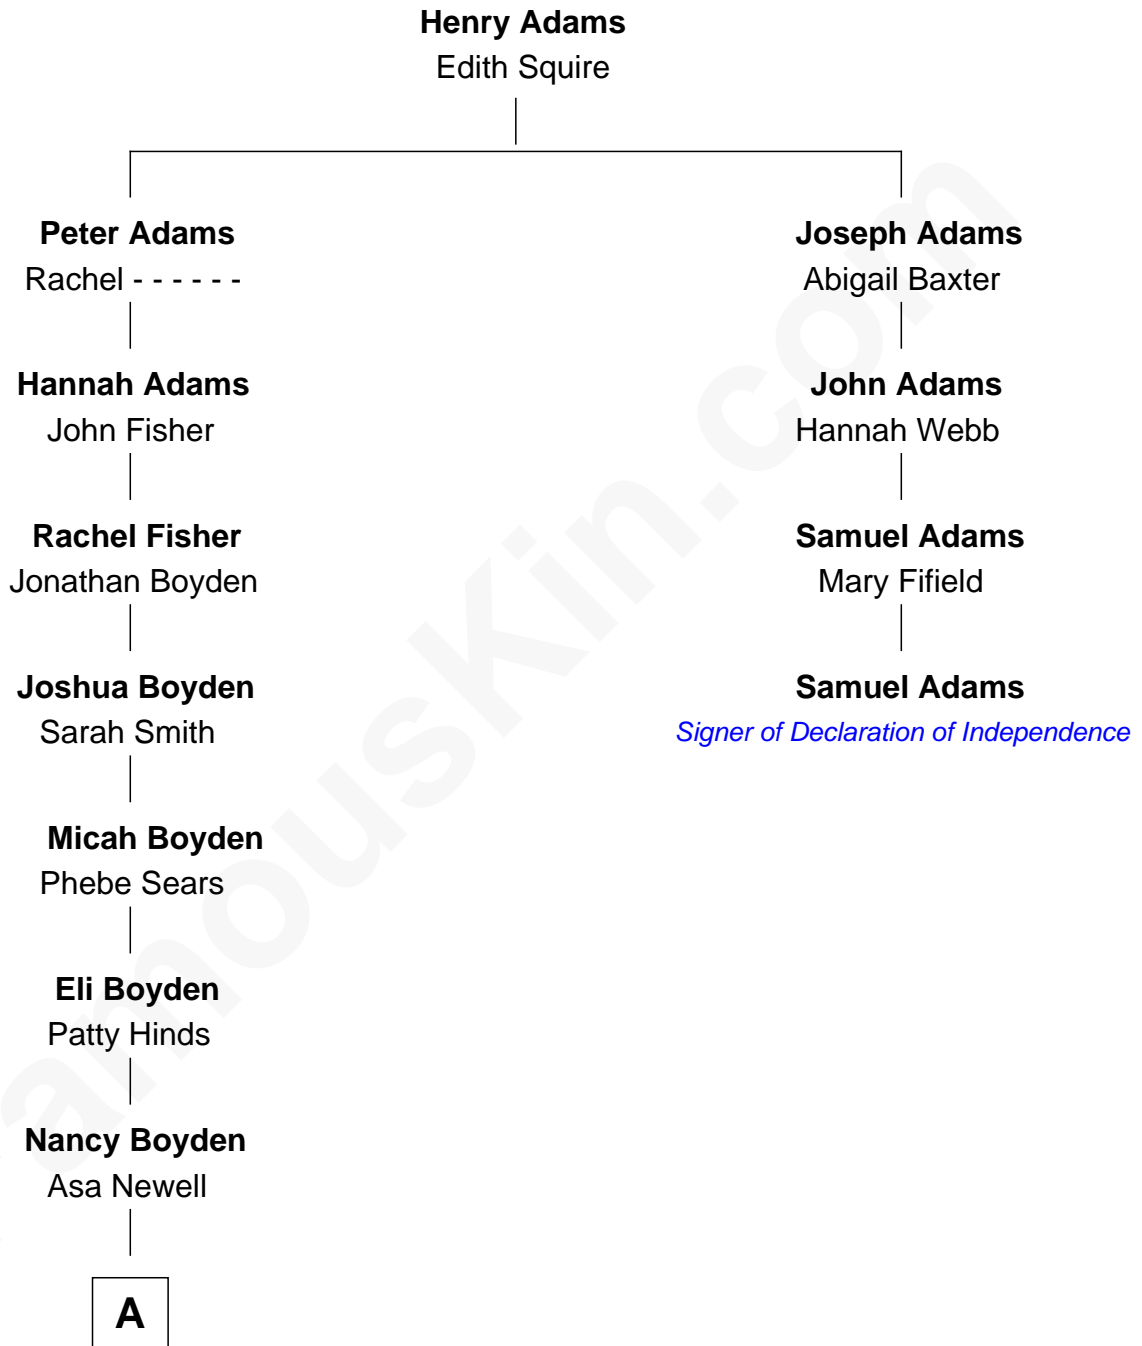 Henry Adams
Edith Squire
Peter Adams
Rachel - - - - - -
Joseph Adams
Abigail Baxter
Hannah Adams
John Fisher
John Adams
Hannah Webb
Rachel Fisher
Jonathan Boyden
Samuel Adams
Mary Fifield
Joshua Boyden
Sarah Smith
Samuel Adams
Signer of Declaration of Independence
Micah Boyden
Phebe Sears
Eli Boyden
Patty Hinds
Nancy Boyden
Asa Newell
A
amouskin.com